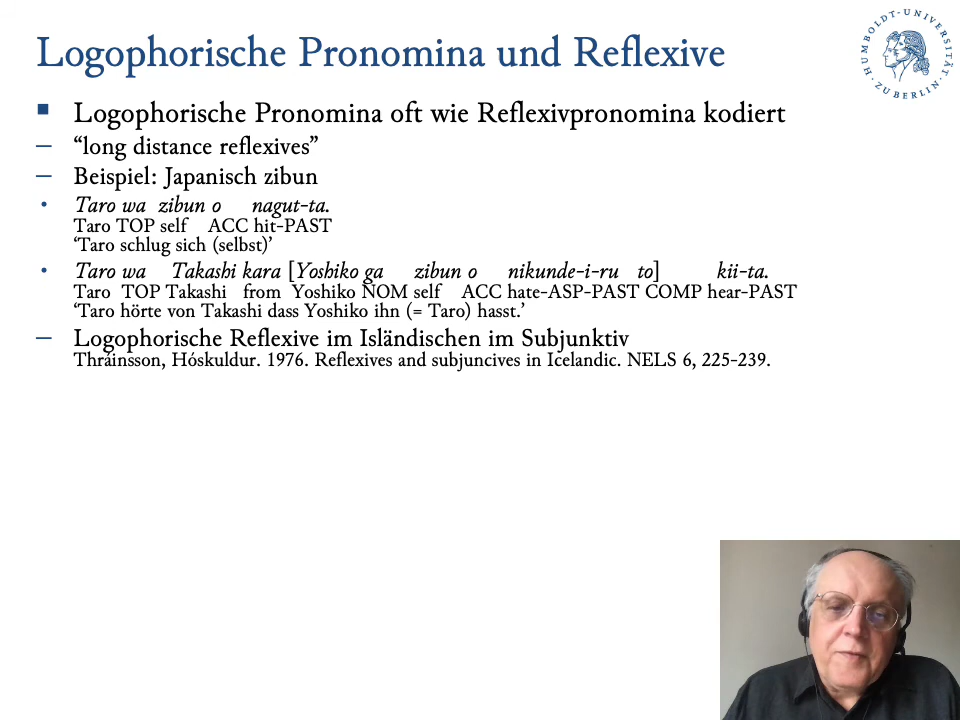 Logophorische Pronomina und Reflexive
HUMBOLDT-UNIVERSITÄT ZU BERLIN
Logophorische Pronomina oft wie Reflexivpronomina kodiert
– “long distance reflexives”
– Beispiel: Japanisch zibun
• Taro wa zibun o nagut-ta.
Taro TOP self ACC hit-PAST
‘Taro schlug sich (selbst)’
• Taro wa Takashi kara [Yoshiko ga zibun o nikunde-i-ru to] kii-ta.
Taro TOP Takashi from Yoshiko NOM self ACC hate-ASP-PAST COMP hear-PAST
‘Taro hörte von Takashi dass Yoshiko ihn (= Taro) hasst.’
– Logophorische Reflexive im Isländischen im Subjunktiv
Thráinsson, Hóskuldur. 1976. Reflexives and subjuncives in Icelandic. NELS 6, 225-239.